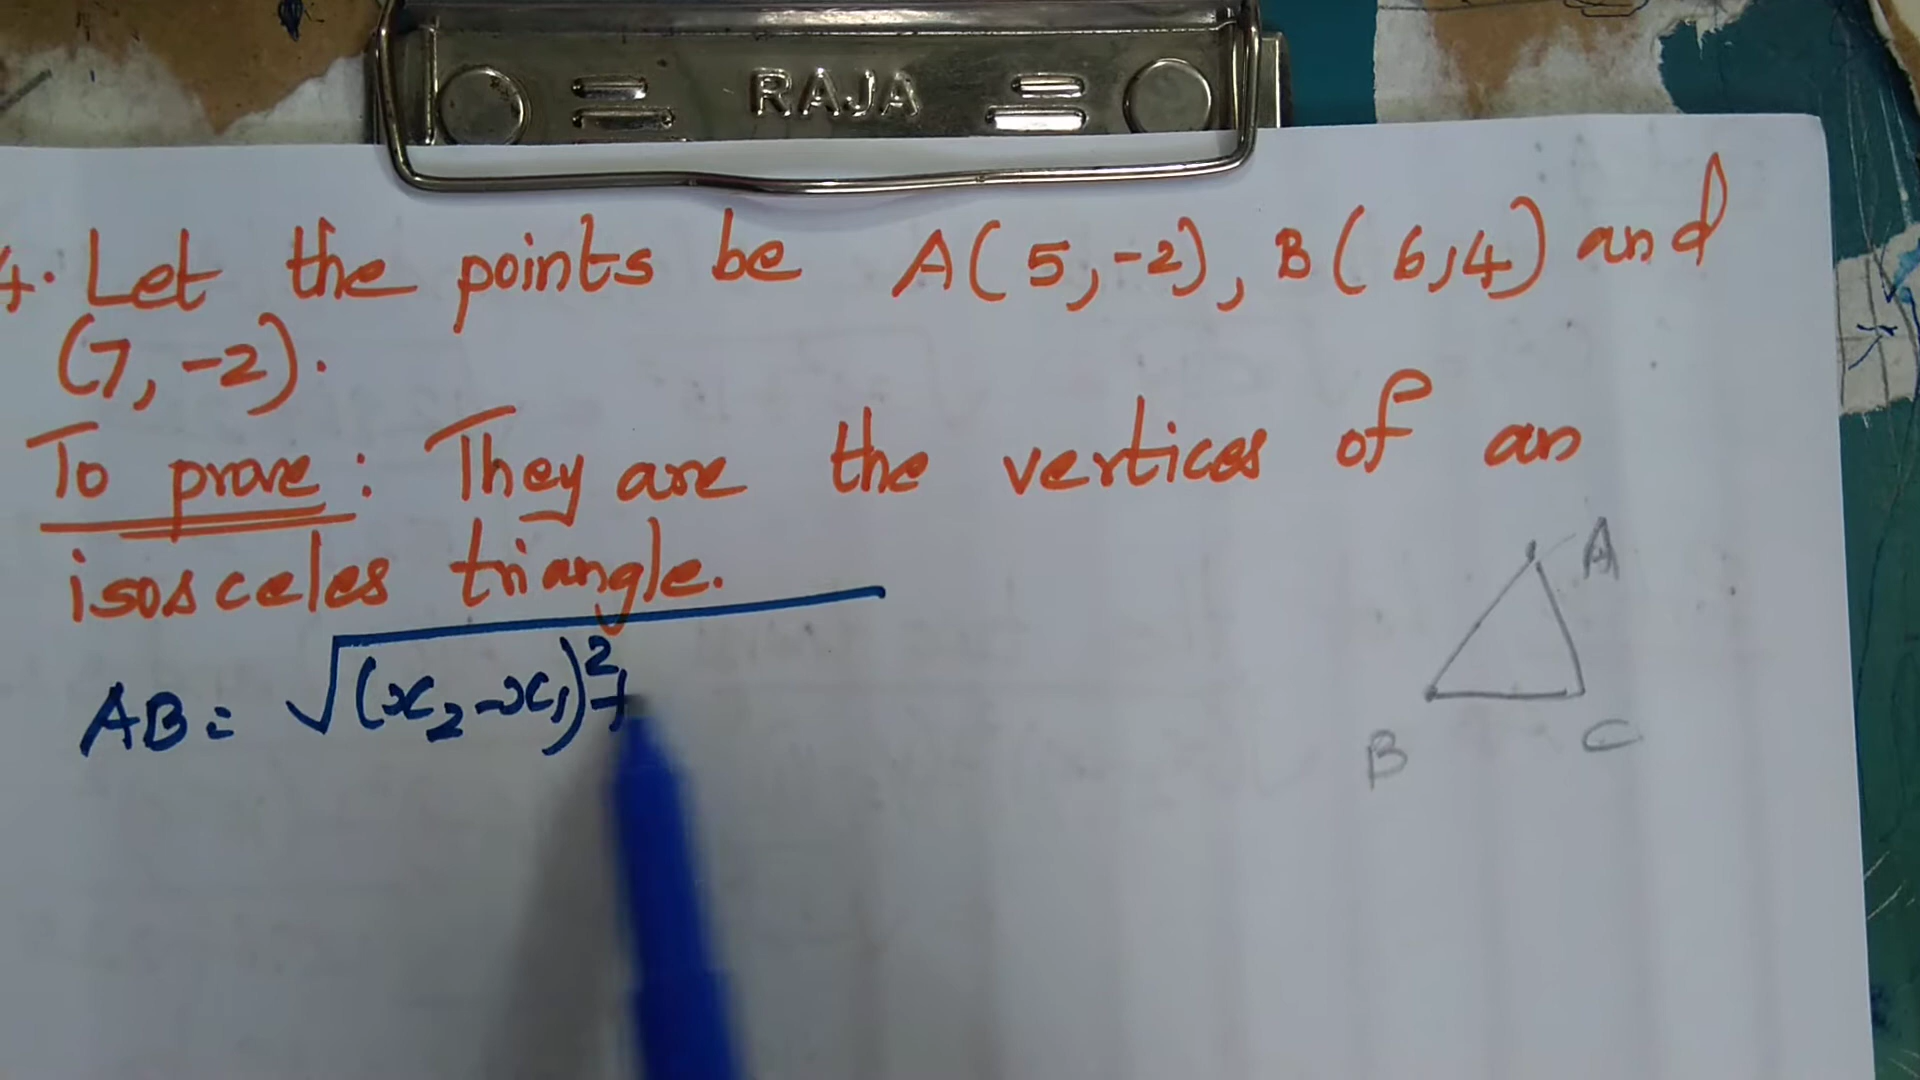 RAJA
4. Let the points be A(5,-2), B(6,4) and
(7,-2).
To prove: They are the vertices of an
isosceles triangle.
AB = √(x₂-x₁)²+
A
B
C